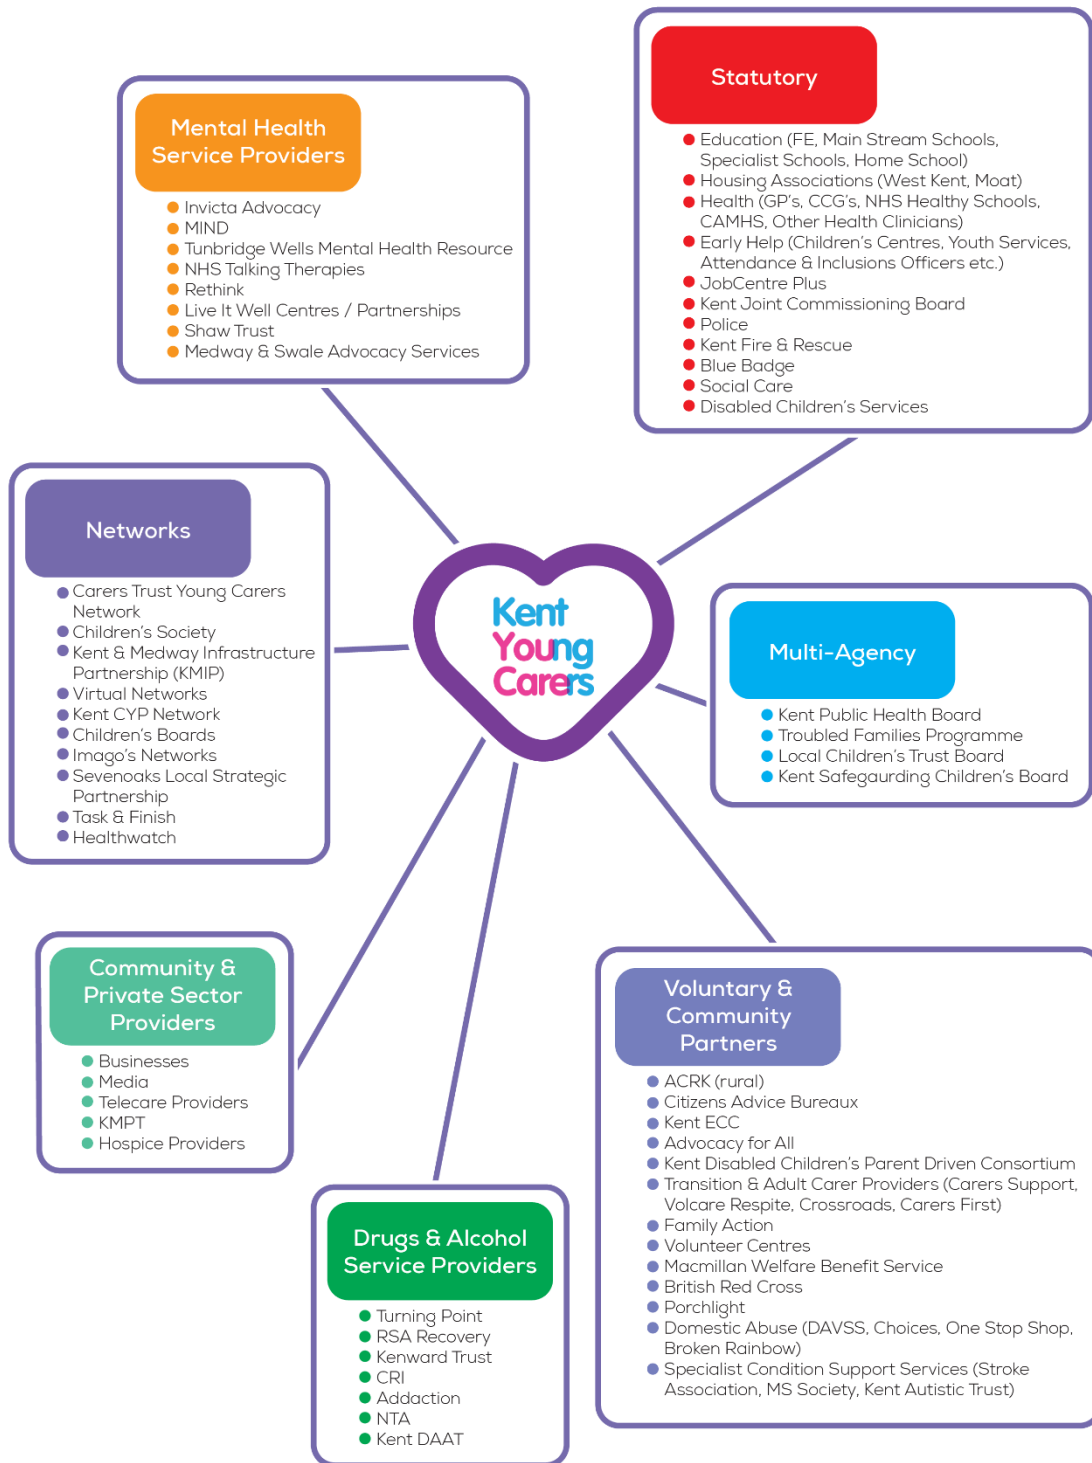 Mental Health
Service Providers
Invicta Advocacy
MIND
Tunbridge Wells Mental Health Resource
NHS Talking Therapies
Rethink
Live It Well Centres / Partnerships
Shaw Trust
Medway & Swale Advocacy Services
Statutory
Education (FE, Main Stream Schools,
Specialist Schools, Home School)
Housing Associations (West Kent, Moat)
Health (GP's, CCG's, NHS Healthy Schools,
CAMHS, Other Health Clinicians)
Early Help (Children's Centres, Youth Services,
Attendance & Inclusions Officers etc.)
JobCentre Plus
Kent Joint Commissioning Board
Police
Kent Fire & Rescue
Blue Badge
Social Care
Disabled Children's Services
Networks
Carers Trust Young Carers
Network
Children's Society
Kent & Medway Infrastructure
Partnership (KMIP)
Virtual Networks
Kent CYP Network
Children's Boards
Imago's Networks
Sevenoaks Local Strategic
Partnership
Task & Finish
Healthwatch
Kent
Young
Carers
Multi-Agency
Kent Public Health Board
Troubled Families Programme
Local Children's Trust Board
Kent Safegaurding Children's Board
Community &
Private Sector
Providers
Businesses
Media
Telecare Providers
KMPT
Hospice Providers
Drugs & Alcohol
Service Providers
Turning Point
RSA Recovery
Kenward Trust
CRI
Addaction
NTA
Kent DAAT
Voluntary &
Community
Partners
ACRK (rural)
Citizens Advice Bureaux
Kent ECC
Advocacy for All
Kent Disabled Children's Parent Driven Consortium
Transition & Adult Carer Providers (Carers Support,
Volcare Respite, Crossroads, Carers First)
Family Action
Volunteer Centres
Macmillan Welfare Benefit Service
British Red Cross
Porchlight
Domestic Abuse (DAVSS, Choices, One Stop Shop,
Broken Rainbow)
Specialist Condition Support Services (Stroke
Association, MS Society, Kent Autistic Trust)